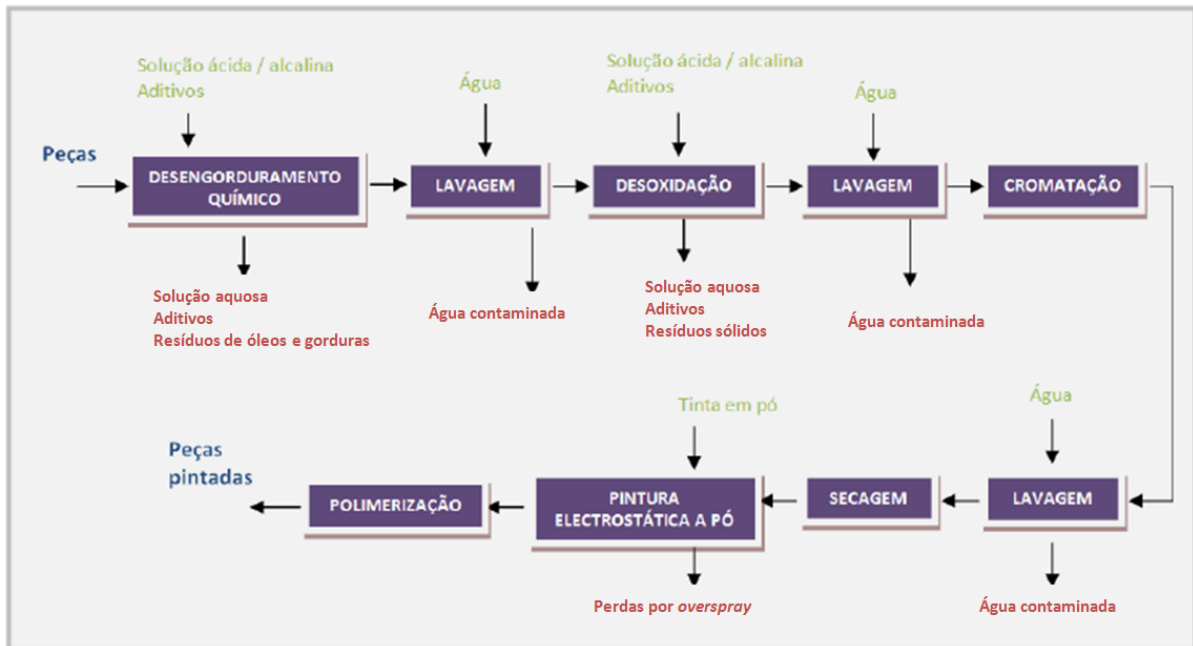 Solução ácida / alcalina
Aditivos
Água
Solução ácida / alcalina
Aditivos
Água
Peças
DESENGORDURAMENTO
QUÍMICO
LAVAGEM
DESOXIDAÇÃO
LAVAGEM
CROMATAÇÃO
Solução aquosa
Aditivos
Resíduos de óleos e gorduras
Água contaminada
Solução aquosa
Aditivos
Resíduos sólidos
Água contaminada
Água
LAVAGEM
Água contaminada
SECAGEM
Tinta em pó
PINTURA
ELECTROSTÁTICA A PÓ
Perdas por overspray
POLIMERIZAÇÃO
Peças
pintadas